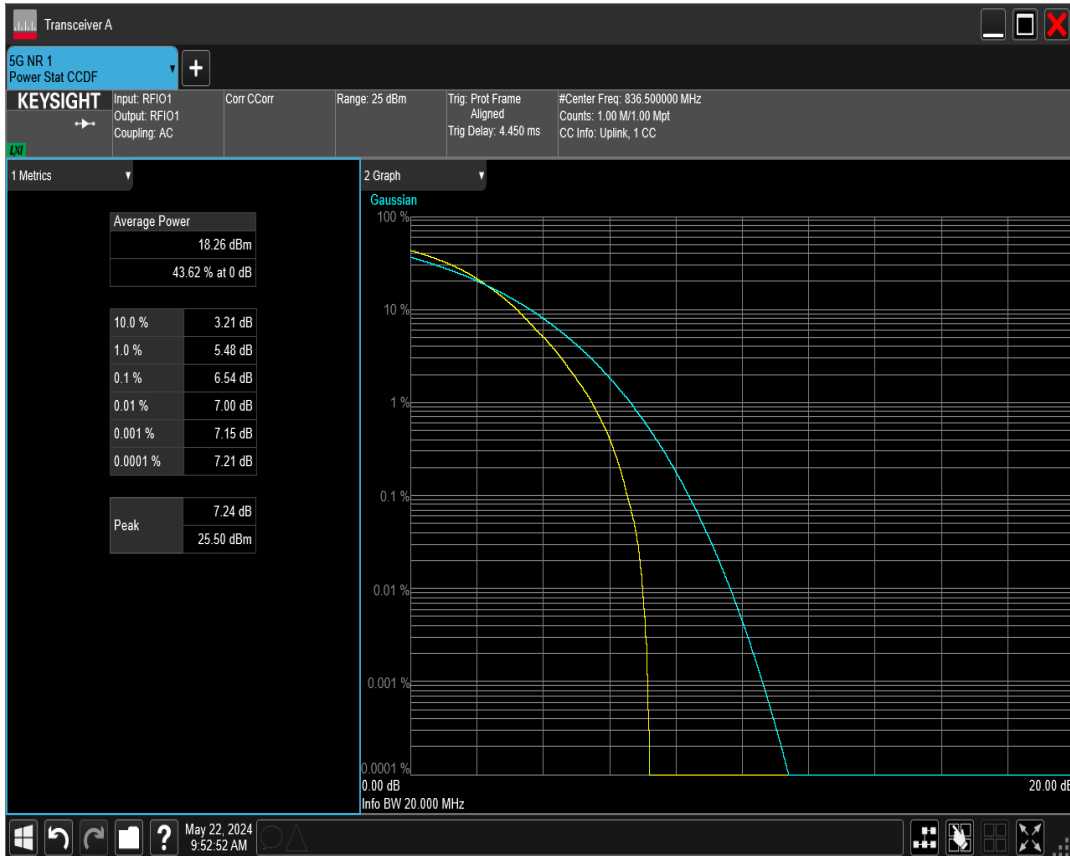 Transceiver A
5G NR 1
Power Stat CCDF
KEYSIGHT
LXI
Input: RFIO1
Output: RFIO1
Coupling: AC
Corr CCorr
Range: 25 dBm
Trig: Prot Frame
Aligned
Trig Delay: 4.450 ms
#Center Freq: 836.500000 MHz
Counts: 1.00 M/1.00 Mpt
CC Info: Uplink, 1 CC
1 Metrics
Average Power
18.26 dBm
43.62 % at 0 dB
10.0 % 3.21 dB
1.0 % 5.48 dB
0.1 % 6.54 dB
0.01 % 7.00 dB
0.001 % 7.15 dB
0.0001 % 7.21 dB
Peak 7.24 dB
25.50 dBm
2 Graph
Gaussian
100 %
10 %
1 %
0.1 %
0.01 %
0.001 %
0.0001 %
0.00 dB 20.00 dB
Info BW 20.000 MHz
May 22, 2024
9:52:52 AM